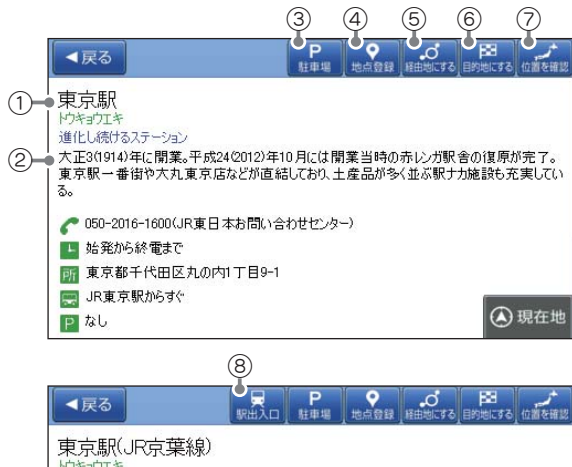 ③ ④ ⑤ ⑥ ⑦
◀戻る P 駐車場 地点登録 経由地にする 目的地にする 位置を確認
① 東京駅
トウキョウエキ
進化し続けるステーション
② 大正3(1914)年に開業。平成24(2012)年10月には開業当時の赤レンガ駅舎の復原が完了。
東京駅一番街や大丸東京店などが直結しており、土産品が多く並ぶ駅ナカ施設も充実してい
る。
050-2016-1600(JR東日本お問い合わせセンター)
始発から終電まで
所 東京都千代田区丸の内1丁目9-1
JR東京駅からすぐ
P なし
現在地
⑧
◀戻る 駅出入口 P 駐車場 地点登録 経由地にする 目的地にする 位置を確認
東京駅(JR京葉線)
トウキョウエキ